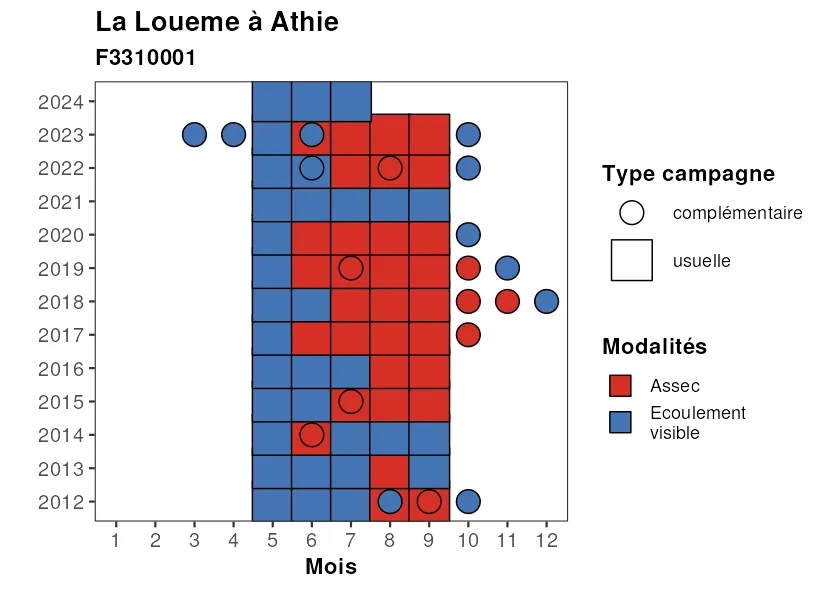 La Loueme à Athie
F3310001
2024
2023
2022
2021
2020
2019
2018
2017
2016
2015
2014
2013
2012
1 2 3 4 5 6 7 8 9 10 11 12
Mois
Type campagne
complémentaire
usuelle
Modalités
Assec
Ecoulement
visible